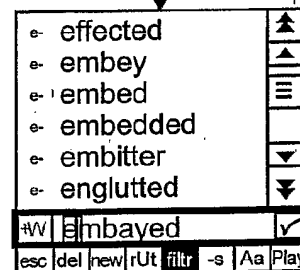 e- effected
e- embey
e- embed
e- embedded
e- embitter
e- englutted
+W embayed
esc del new rUt filtr -s Aa Play